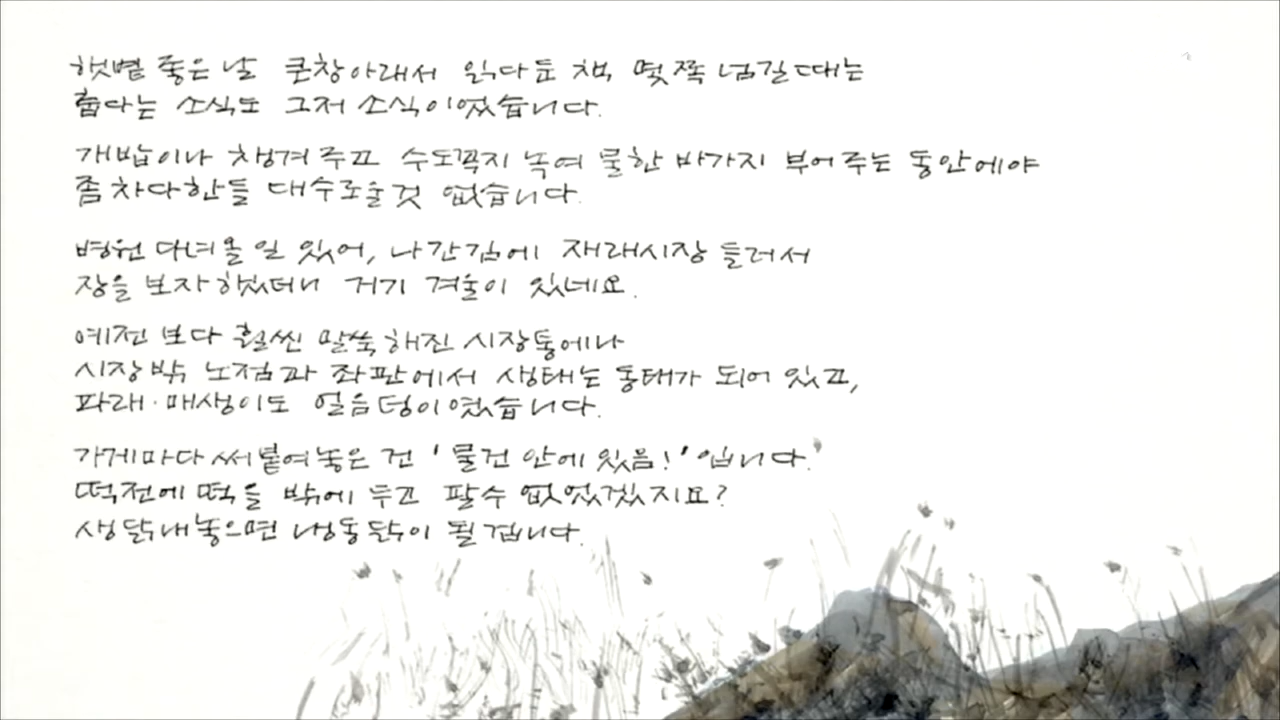 햇볕 좋은 날 큰창아래서 읽다 둔 책, 몇 쪽 넘길 때는
춥다는 소식도 그저 소식이었습니다.
개밥이나 챙겨 주고 수도꼭지 녹여 물한 바가지 부어 주는 동안에야
좀 차다 한들 대수로울 것 없습니다.
병원 다녀올 일 있어, 나간김에 재래시장 들러서
장을 보자 했더니 거기 겨울이 있네요.
예전 보다 훨씬 말쑥해진 시장통에나
시장밖 노점과 좌판에서 생태는 동태가 되어 있고,
파래·매생이도 얼음덩이였습니다.
가게마다 써붙여놓은 건 '물건 안에 있음!' 입니다.
떡전에 떡을 밖에 두고 팔 수 없었겠지요?
생닭 내놓으면 냉동닭이 될 겁니다.